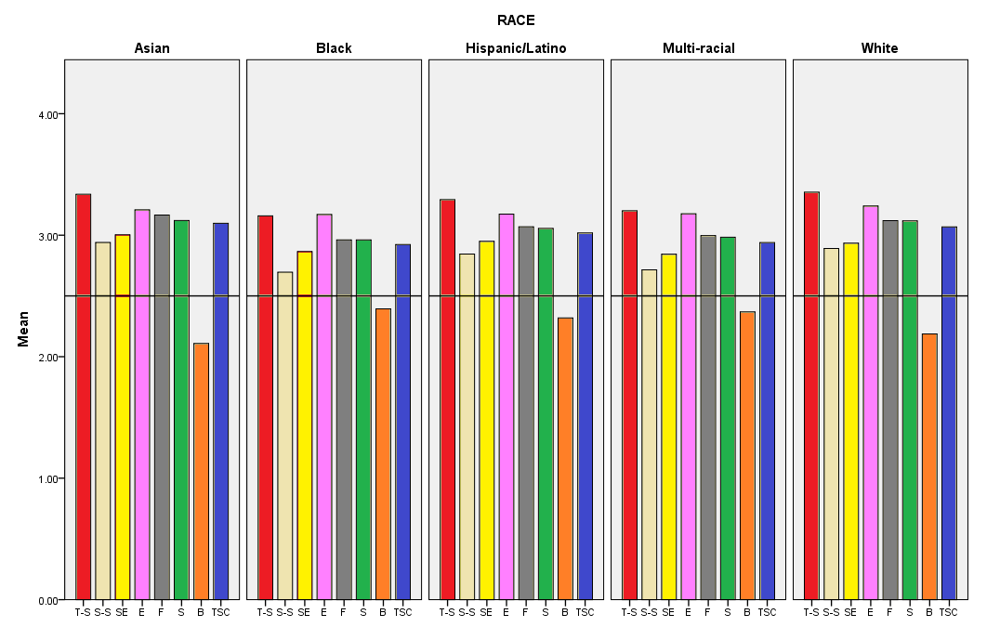 RACE
Asian Black Hispanic/Latino Multi-racial White
4.00
3.00
2.00
1.00
0.00
Mean
T-S S-S SE E F S B TSC T-S S-S SE E F S B TSC T-S S-S SE E F S B TSC T-S S-S SE E F S B TSC T-S S-S SE E F S B TSC